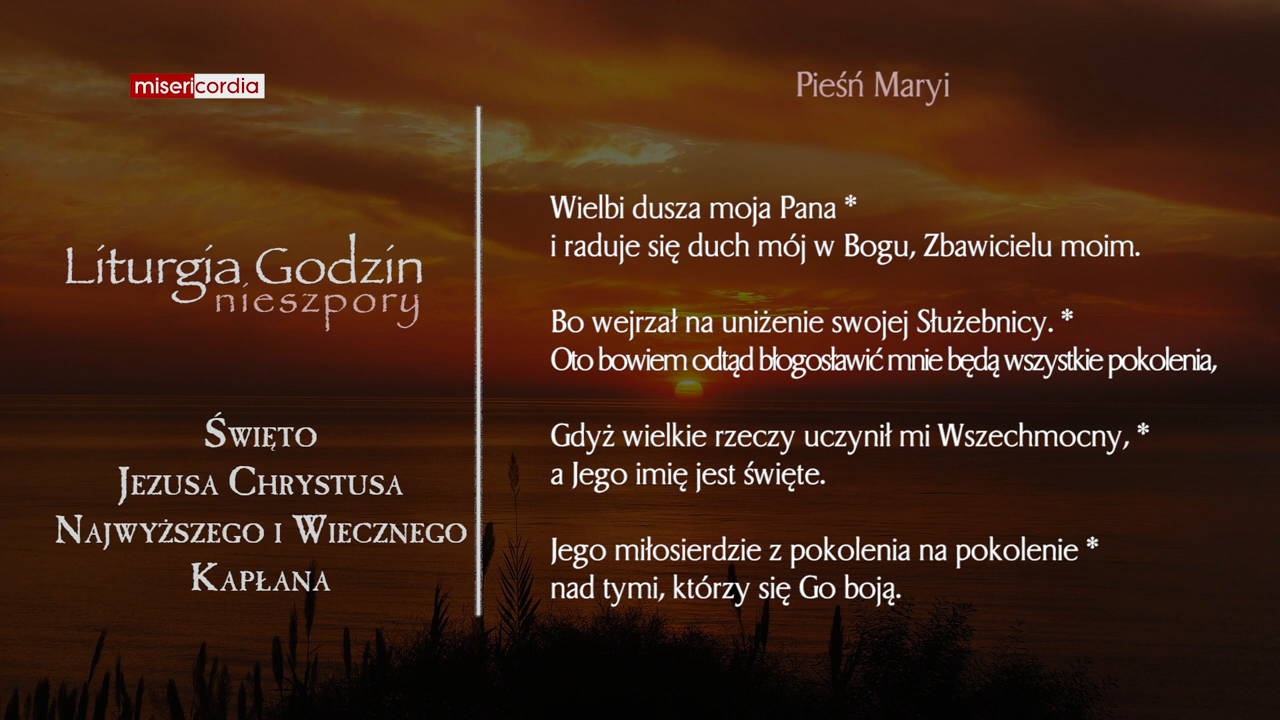 misericordia
Liturgia Godzin
nieszpory
Święto
Jezusa Chrystusa
Najwyższego i Wiecznego
Kapłana
Pieśń Maryi
Wielbi dusza moja Pana *
i raduje się duch mój w Bogu, Zbawicielu moim.
Bo wejrzał na uniżenie swojej Służebnicy. *
Oto bowiem odtąd błogosławić mnie będą wszystkie pokolenia,
Gdyż wielkie rzeczy uczynił mi Wszechmocny, *
a Jego imię jest święte.
Jego miłosierdzie z pokolenia na pokolenie *
nad tymi, którzy się Go boją.